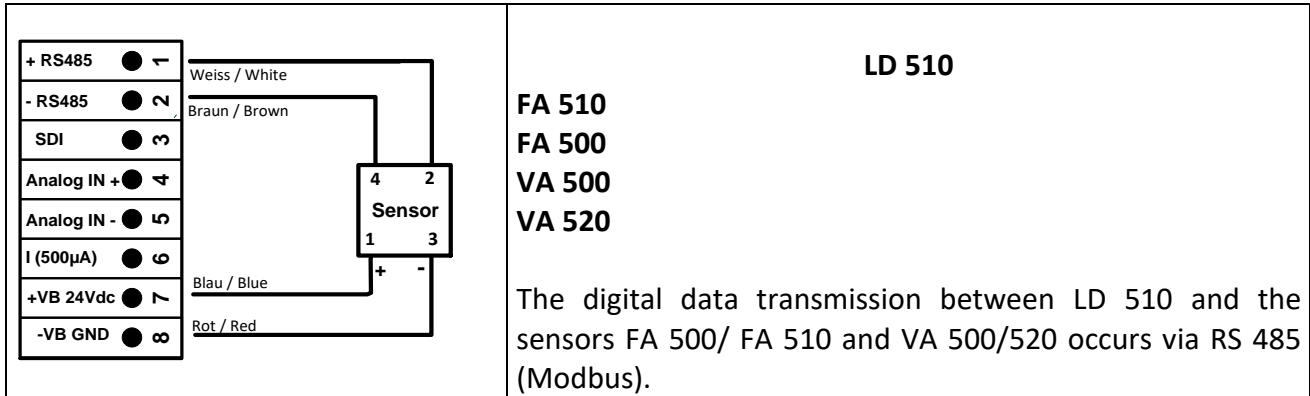 + RS485 1
- RS485 2
SDI 3
Analog IN + 4
Analog IN - 5
I (500µA) 6
+VB 24Vdc 7
-VB GND 8
Weiss / White
Braun / Brown
Blau / Blue
Rot / Red
4 2
Sensor
1 3
+ -
LD 510
FA 510
FA 500
VA 500
VA 520
The digital data transmission between LD 510 and the
sensors FA 500/ FA 510 and VA 500/520 occurs via RS 485
(Modbus).